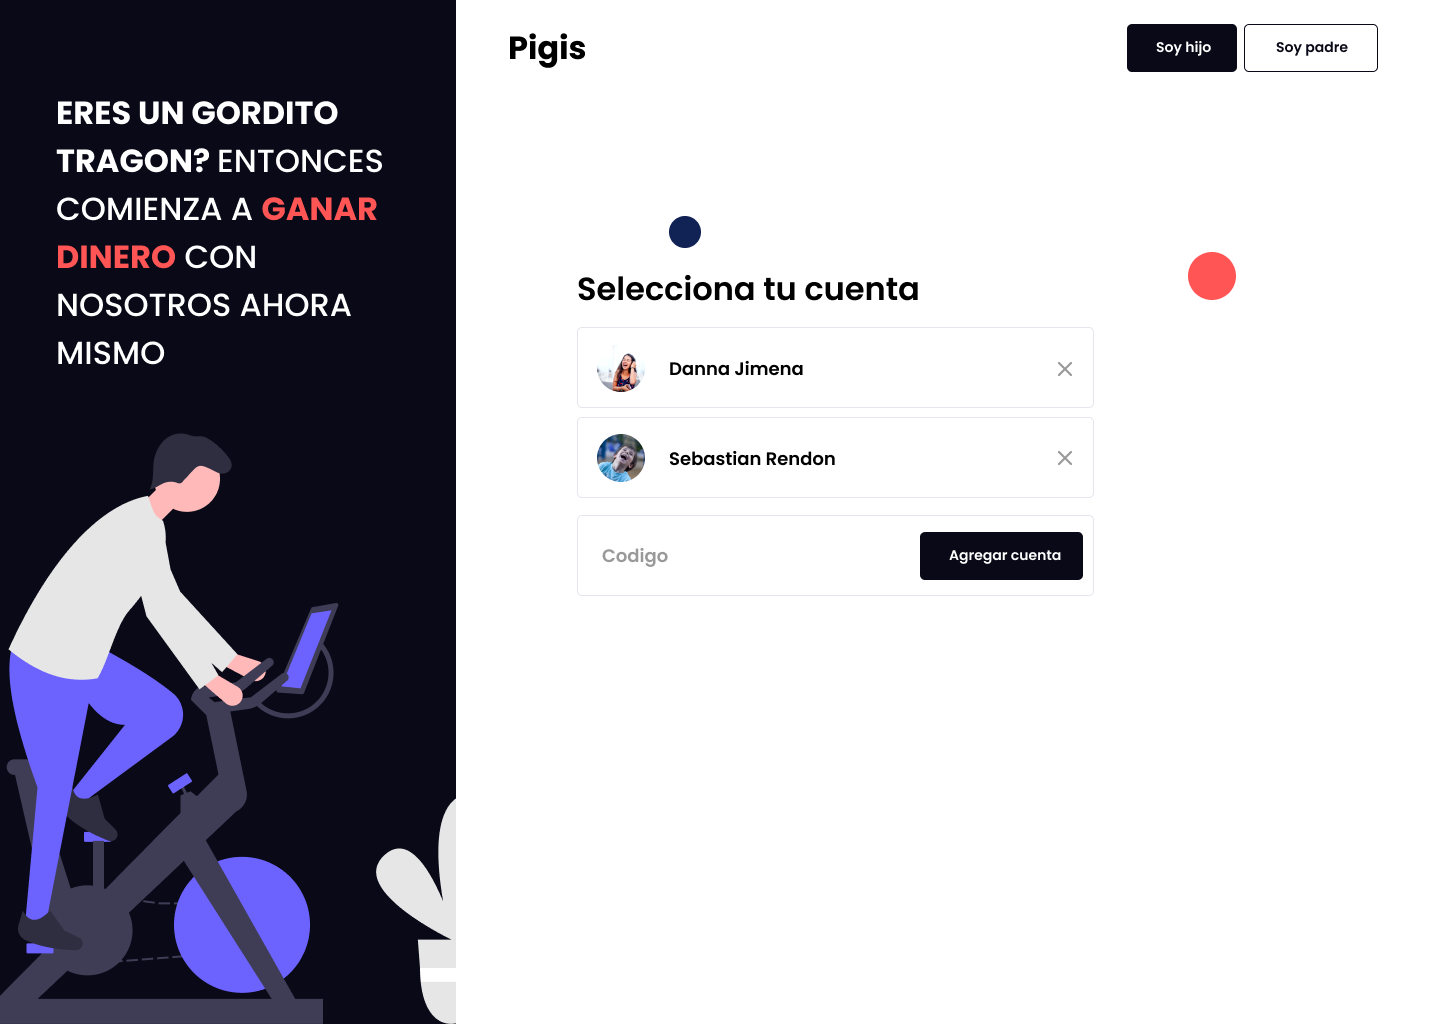 ERES UN GORDITO
TRAGON? ENTONCES
COMIENZA A GANAR
DINERO CON
NOSOTROS AHORA
MISMO
Pigis
Soy hijo
Soy padre
Selecciona tu cuenta
Danna Jimena
Sebastian Rendon
Codigo
Agregar cuenta